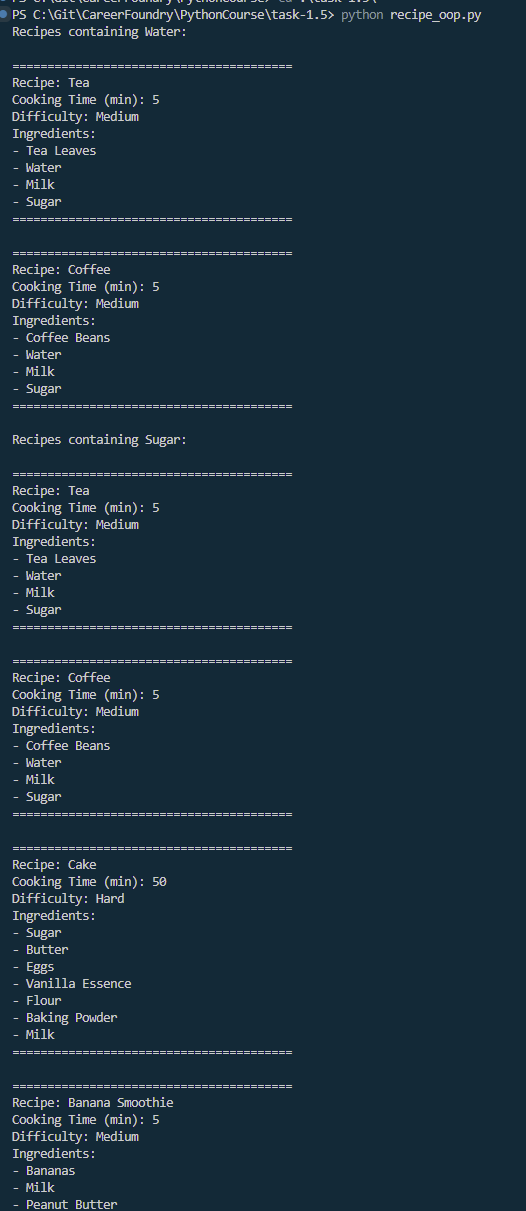 PS C:\Git\CareerFoundry\PythonCourse\task-1.5> python recipe_oop.py
Recipes containing Water:

========================================
Recipe: Tea
Cooking Time (min): 5
Difficulty: Medium
Ingredients:
- Tea Leaves
- Water
- Milk
- Sugar
========================================

========================================
Recipe: Coffee
Cooking Time (min): 5
Difficulty: Medium
Ingredients:
- Coffee Beans
- Water
- Milk
- Sugar
========================================

Recipes containing Sugar:

========================================
Recipe: Tea
Cooking Time (min): 5
Difficulty: Medium
Ingredients:
- Tea Leaves
- Water
- Milk
- Sugar
========================================

========================================
Recipe: Coffee
Cooking Time (min): 5
Difficulty: Medium
Ingredients:
- Coffee Beans
- Water
- Milk
- Sugar
========================================

========================================
Recipe: Cake
Cooking Time (min): 50
Difficulty: Hard
Ingredients:
- Sugar
- Butter
- Eggs
- Vanilla Essence
- Flour
- Baking Powder
- Milk
========================================

========================================
Recipe: Banana Smoothie
Cooking Time (min): 5
Difficulty: Medium
Ingredients:
- Bananas
- Milk
- Peanut Butter